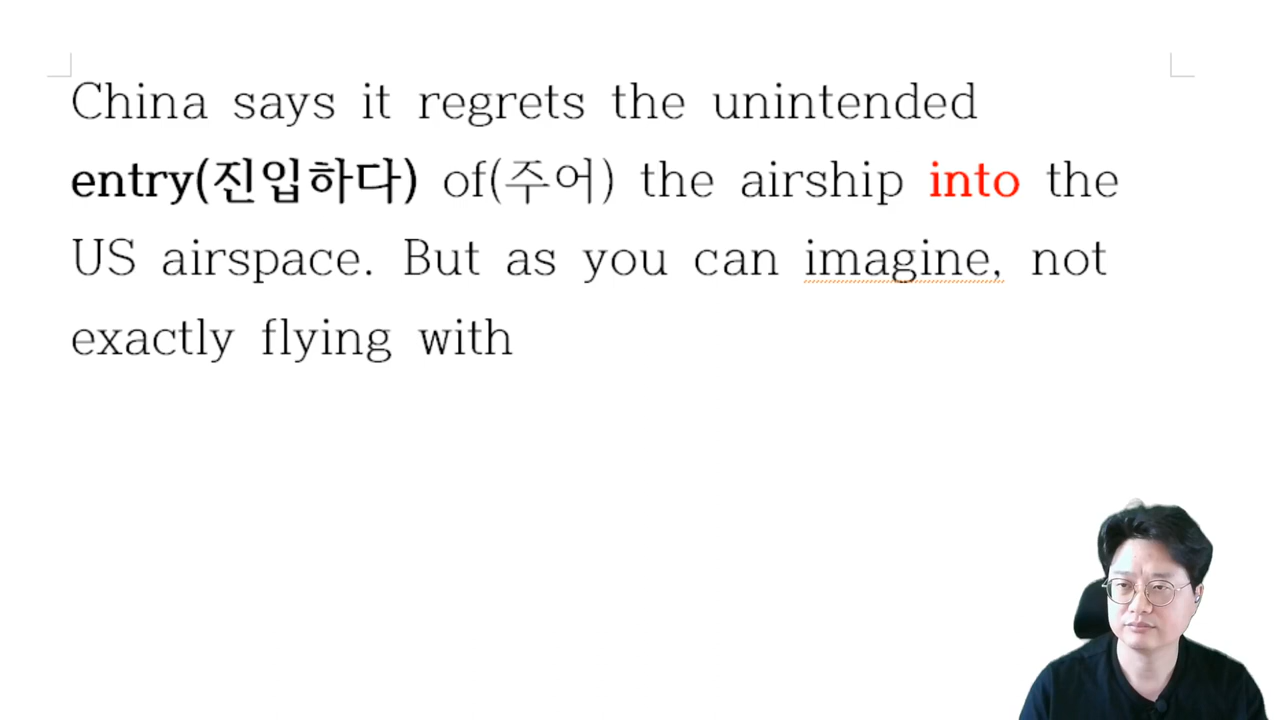 China says it regrets the unintended
entry(진입하다) of(주어) the airship into the
US airspace. But as you can imagine, not
exactly flying with